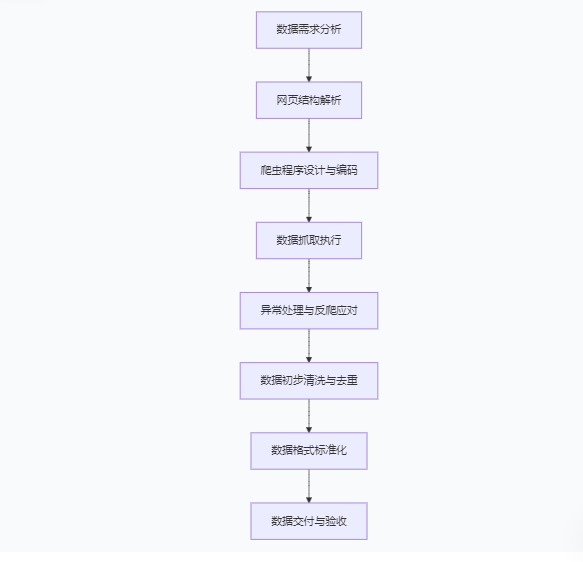 数据需求分析
网页结构解析
爬虫程序设计与编码
数据抓取执行
异常处理与反爬应对
数据初步清洗与去重
数据格式标准化
数据交付与验收